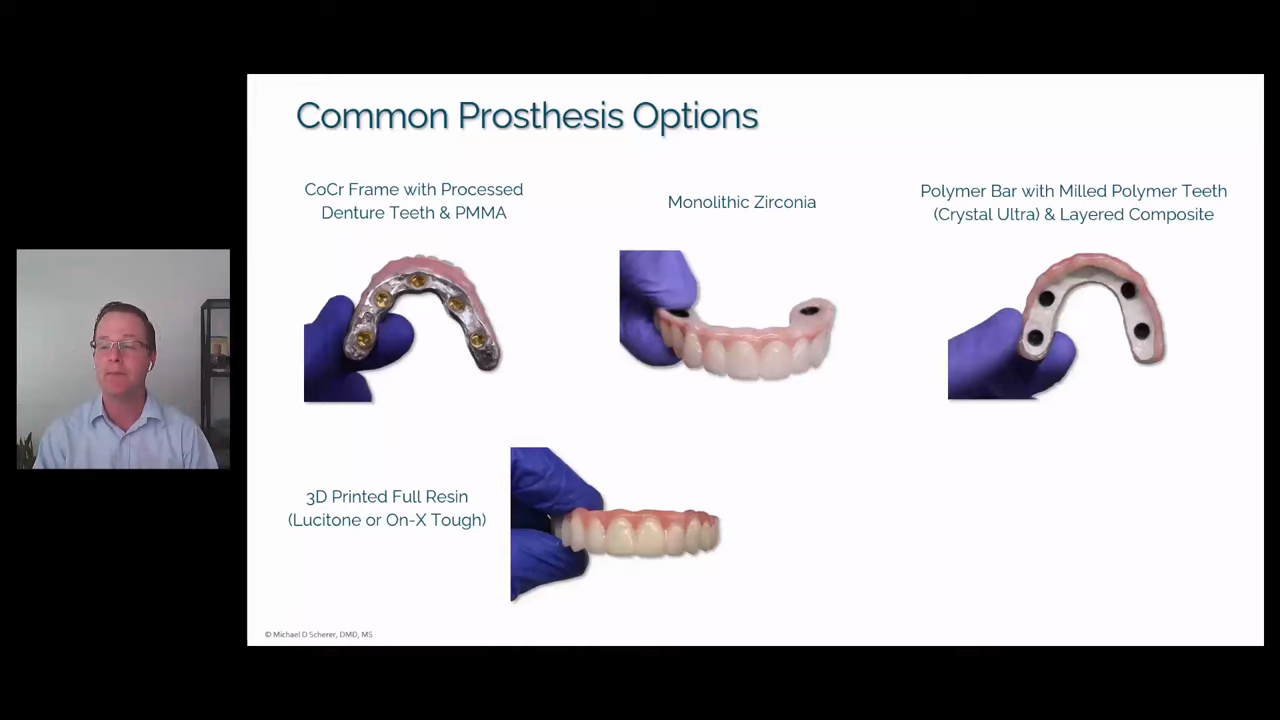 Common Prosthesis Options
CoCr Frame with Processed
Denture Teeth & PMMA
Monolithic Zirconia
Polymer Bar with Milled Polymer Teeth
(Crystal Ultra) & Layered Composite
3D Printed Full Resin
(Lucitone or On-X Tough)
© Michael D Scherer, DMD, MS